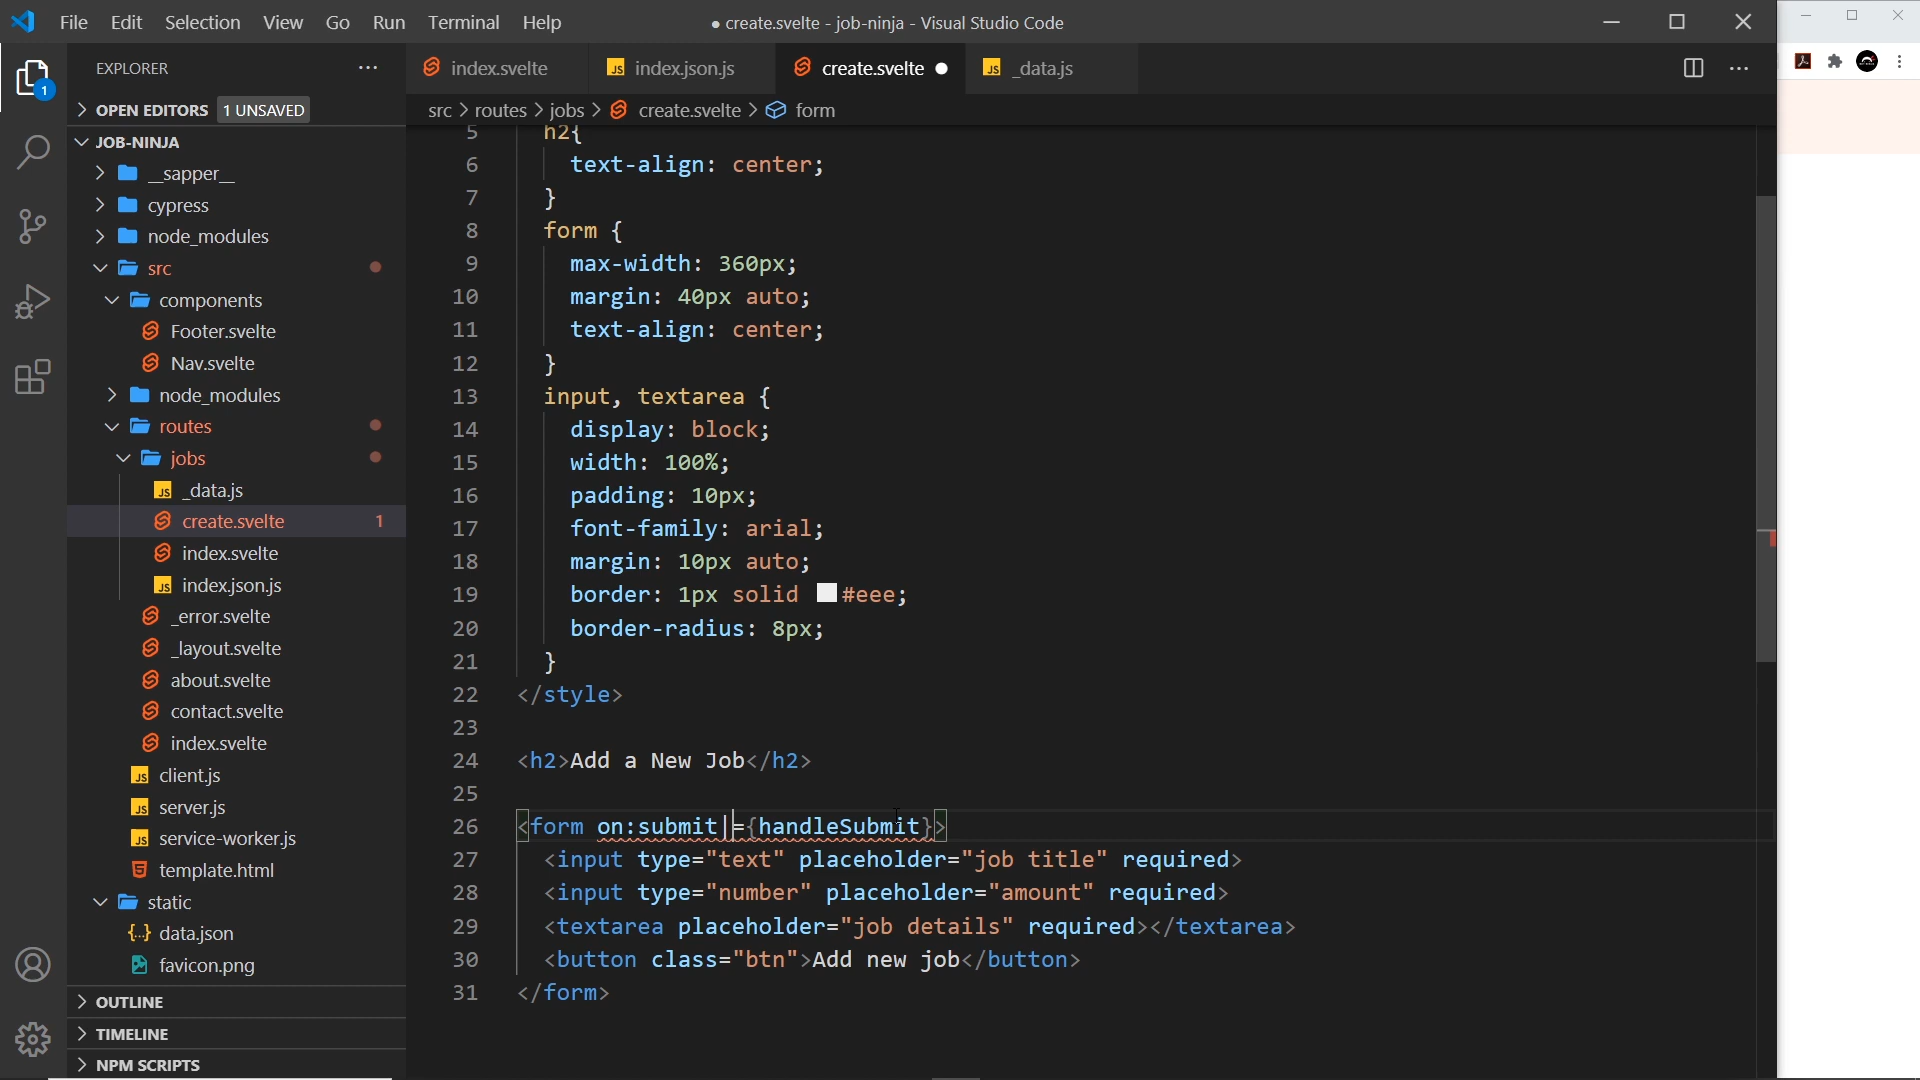 File Edit Selection View Go Run Terminal Help
● create.svelte - job-ninja - Visual Studio Code
EXPLORER
index.svelte
JS index.json.js
create.svelte
JS _data.js
1
OPEN EDITORS 1 UNSAVED
src > routes > jobs > create.svelte > form
JOB-NINJA
__sapper__
cypress
node_modules
src
components
Footer.svelte
Nav.svelte
node_modules
routes
jobs
JS _data.js
create.svelte 1
index.svelte
JS index.json.js
_error.svelte
_layout.svelte
about.svelte
contact.svelte
index.svelte
JS client.js
JS server.js
JS service-worker.js
template.html
static
{..} data.json
favicon.png
OUTLINE
TIMELINE
NPM SCRIPTS
5 h2{
6 text-align: center;
7 }
8 form {
9 max-width: 360px;
10 margin: 40px auto;
11 text-align: center;
12 }
13 input, textarea {
14 display: block;
15 width: 100%;
16 padding: 10px;
17 font-family: arial;
18 margin: 10px auto;
19 border: 1px solid #eee;
20 border-radius: 8px;
21 }
22 </style>
23
24 <h2>Add a New Job</h2>
25
26 <form on:submit|={handleSubmit}>
27 <input type="text" placeholder="job title" required>
28 <input type="number" placeholder="amount" required>
29 <textarea placeholder="job details" required></textarea>
30 <button class="btn">Add new job</button>
31 </form>